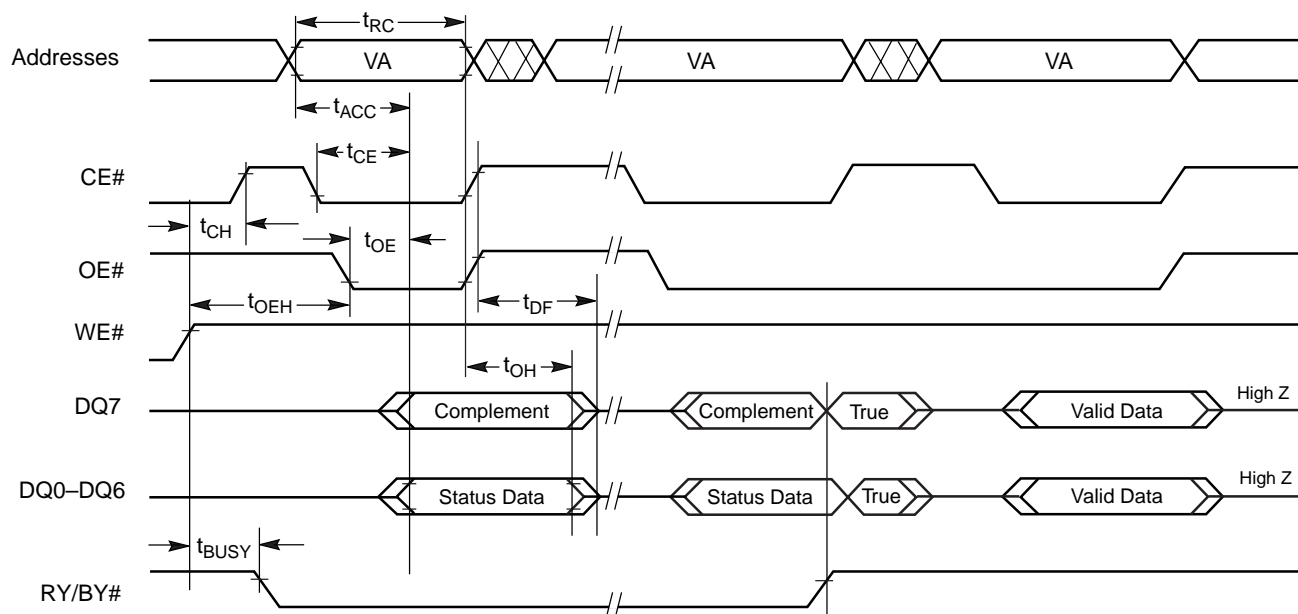 tRC
Addresses VA VA VA
tACC
tCE
CE#
tCH
tOE
OE#
tOEH tDF
WE#
tOH
DQ7 Complement Complement True Valid Data High Z
DQ0–DQ6 Status Data Status Data True Valid Data High Z
tBUSY
RY/BY#